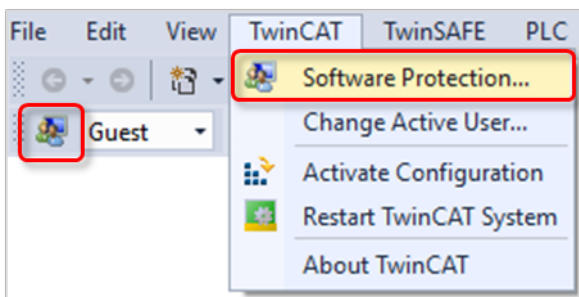 File Edit View TwinCAT TwinSAFE PLC
Software Protection...
Guest
Change Active User...
Activate Configuration
Restart TwinCAT System
About TwinCAT